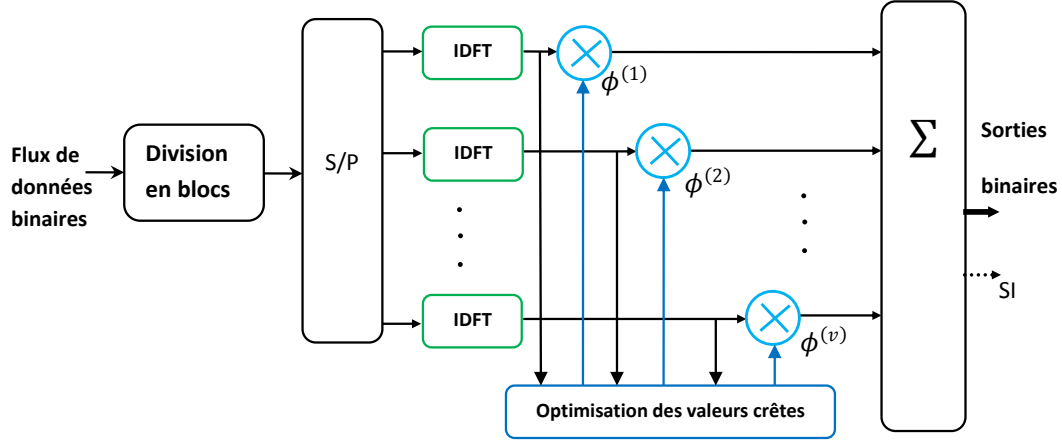 Flux de
données
binaires
Division
en blocs
S/P
IDFT
IDFT
IDFT
ϕ⁽¹⁾
ϕ⁽²⁾
ϕ⁽ᵛ⁾
Optimisation des valeurs crêtes
∑
Sorties
binaires
SI